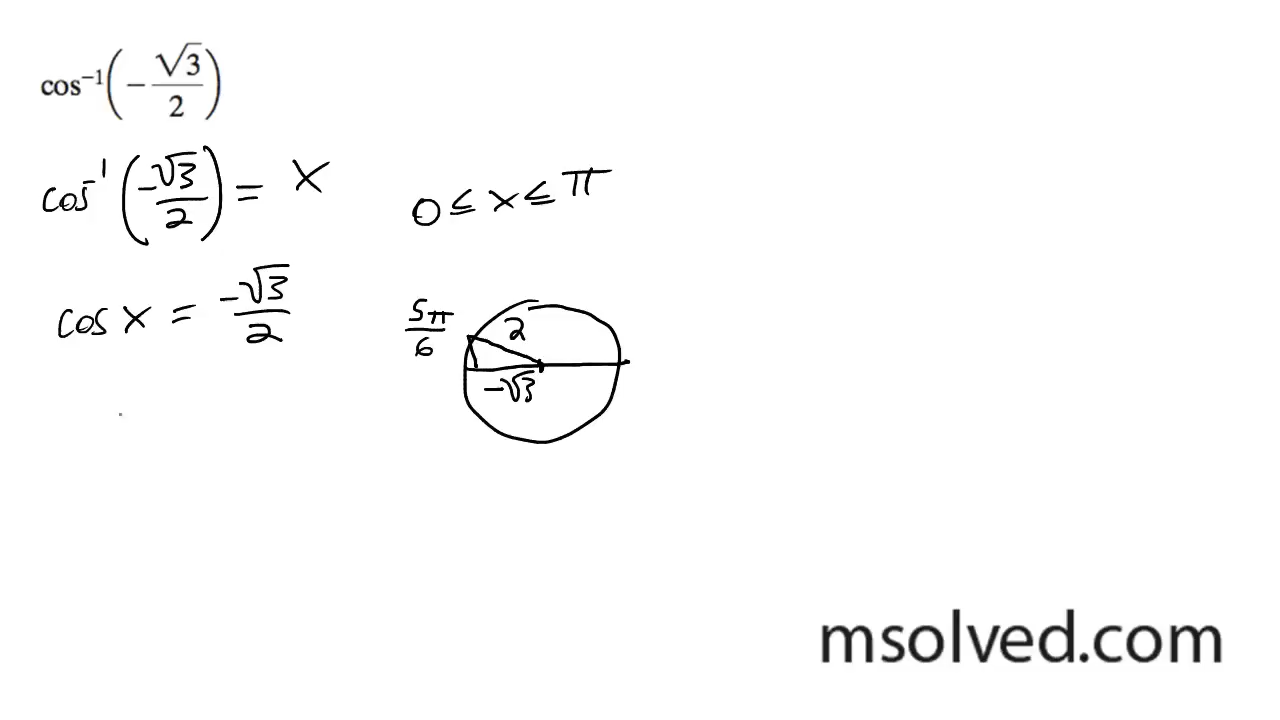 cos⁻¹(-√3/2)
cos⁻¹(-√3/2) = x
0 ≤ x ≤ π
cos x = -√3/2
5π/6
2
-√3
msolved.com